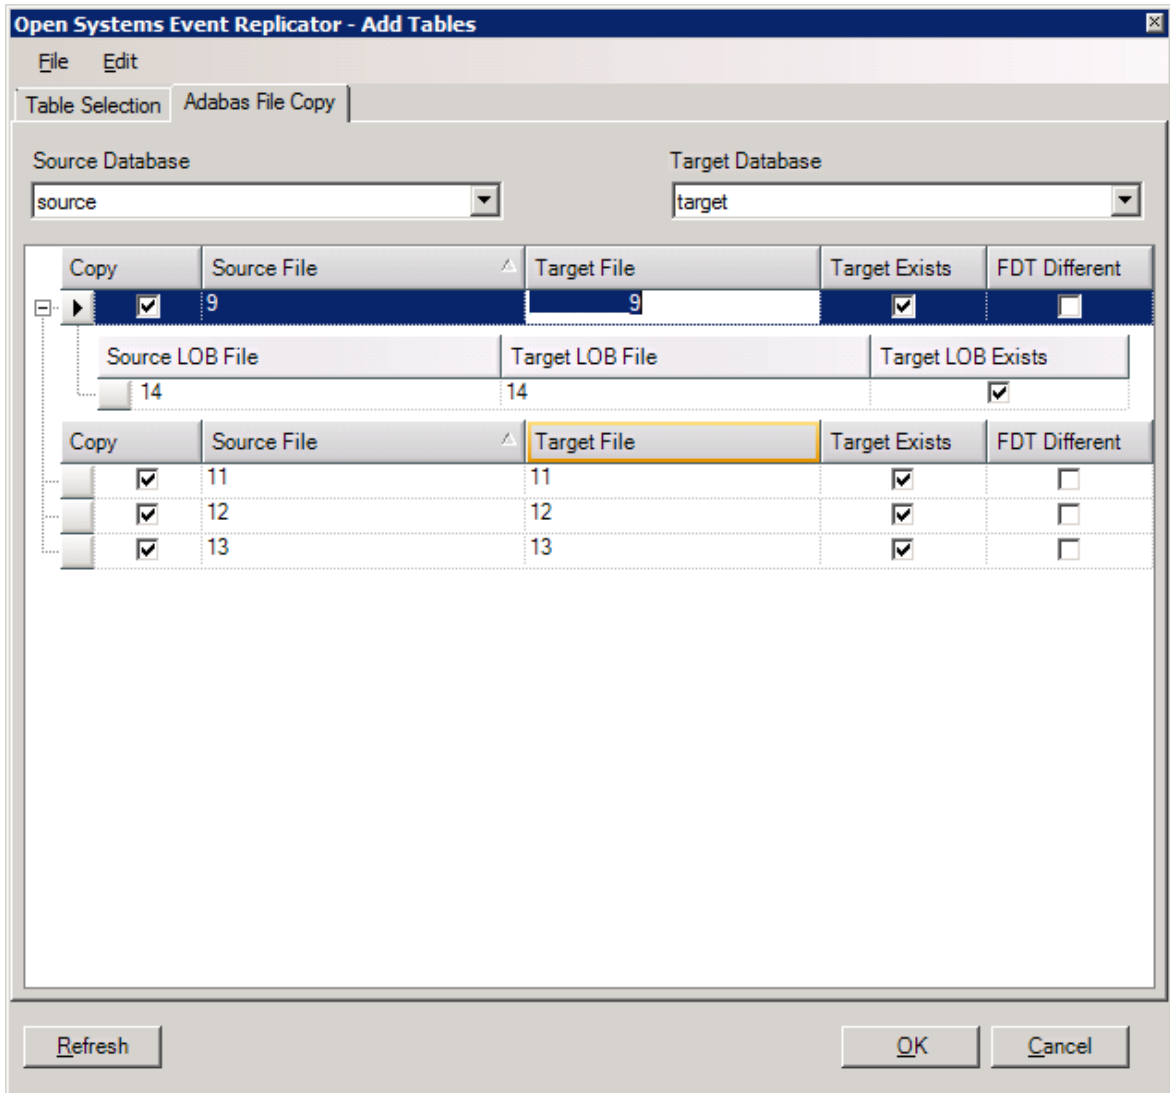 Open Systems Event Replicator - Add Tables
File Edit
Table Selection Adabas File Copy
Source Database Target Database
source target
Copy Source File Target File Target Exists FDT Different
9 9
Source LOB File Target LOB File Target LOB Exists
14 14
Copy Source File Target File Target Exists FDT Different
11 11
12 12
13 13
Refresh OK Cancel